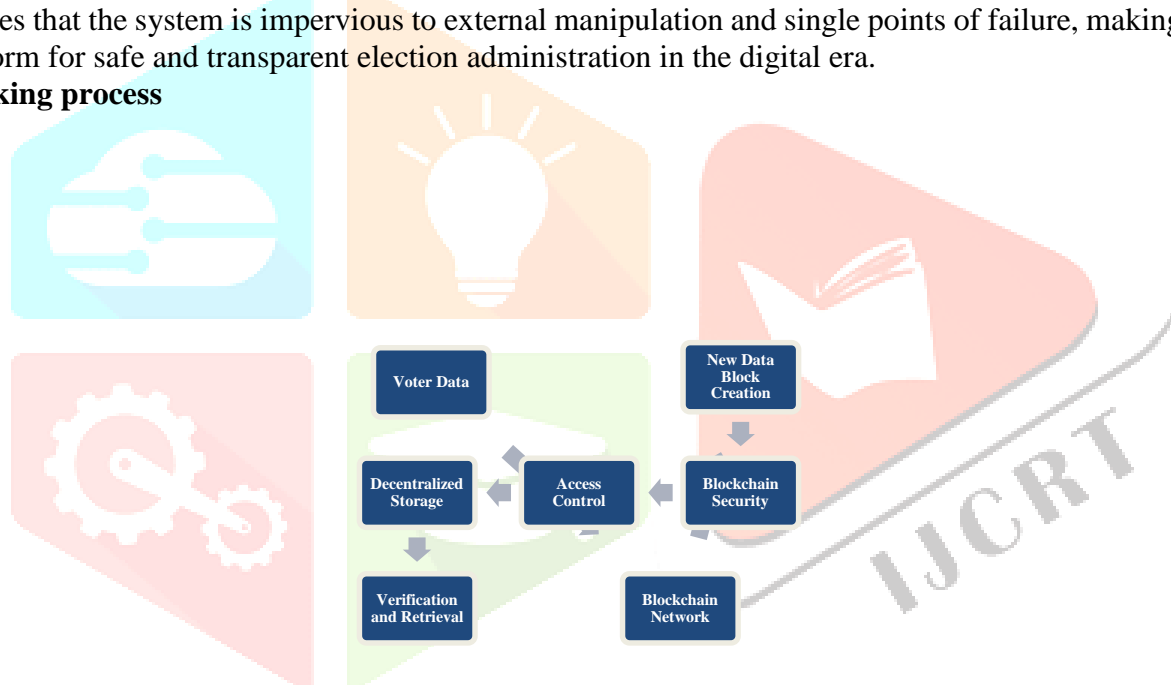 es that the system is impervious to external manipulation and single points of failure, making
orm for safe and transparent election administration in the digital era.
king process
Voter Data
New Data
Block
Creation
Decentralized
Storage
Access
Control
Blockchain
Security
Verification
and Retrieval
Blockchain
Network
IJCRT